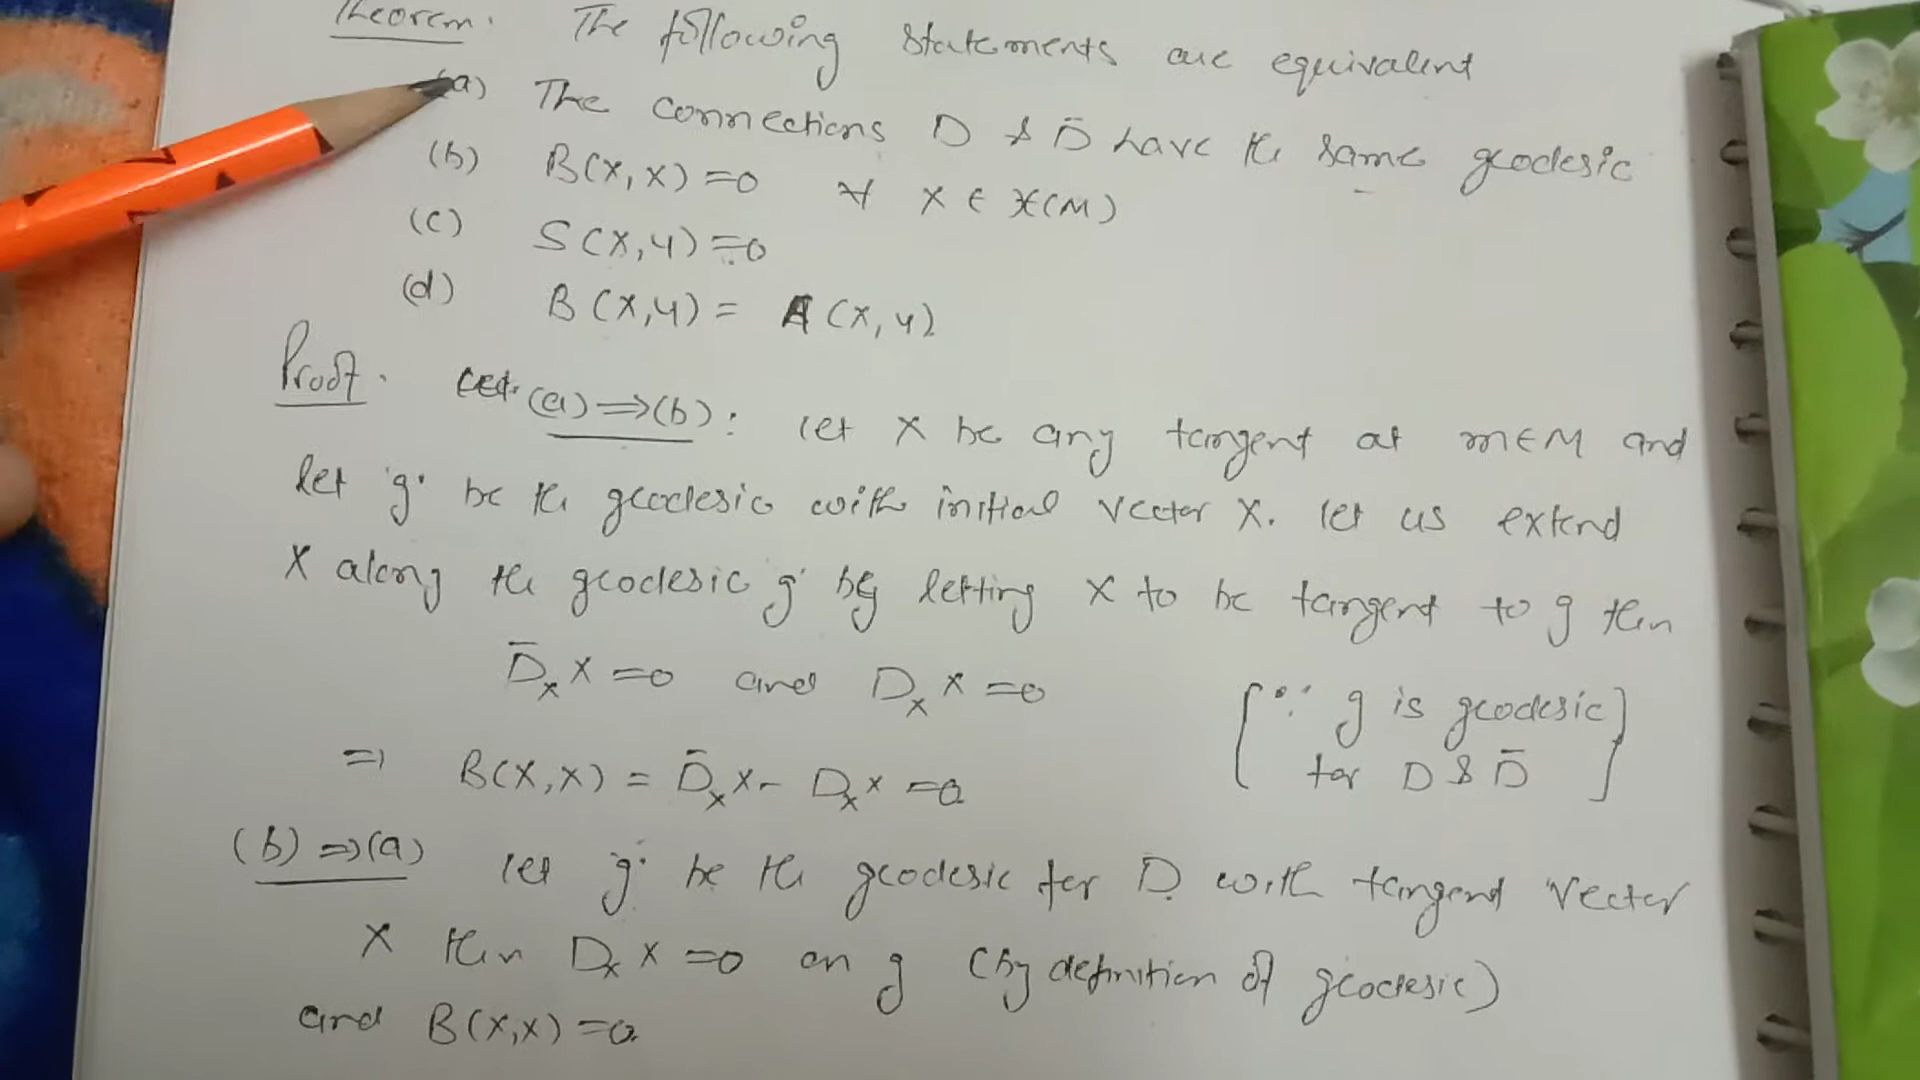 Theorem. The following statements are equivalent
(a) The connections D & D̄ have the same geodesic
(b) B(X,X)=0 ∀ X ∈ 𝔛(M)
(c) S(X,Y)=0
(d) B(X,Y) = A(X,Y)
Proof. Let (a)⇒(b): let X be any tangent at m∈M and
let 'g' be the geodesic with initial vector X. let us extend
X along the geodesic 'g' by letting X to be tangent to g then
D̄ₓX=0 and DₓX=0 [∵ g is geodesic
for D & D̄]
⇒ B(X,X) = D̄ₓX - DₓX =0
(b)⇒(a) let 'g' be the geodesic for D with tangent vector
X then DₓX=0 on g (by definition of geodesic)
and B(X,X)=0.